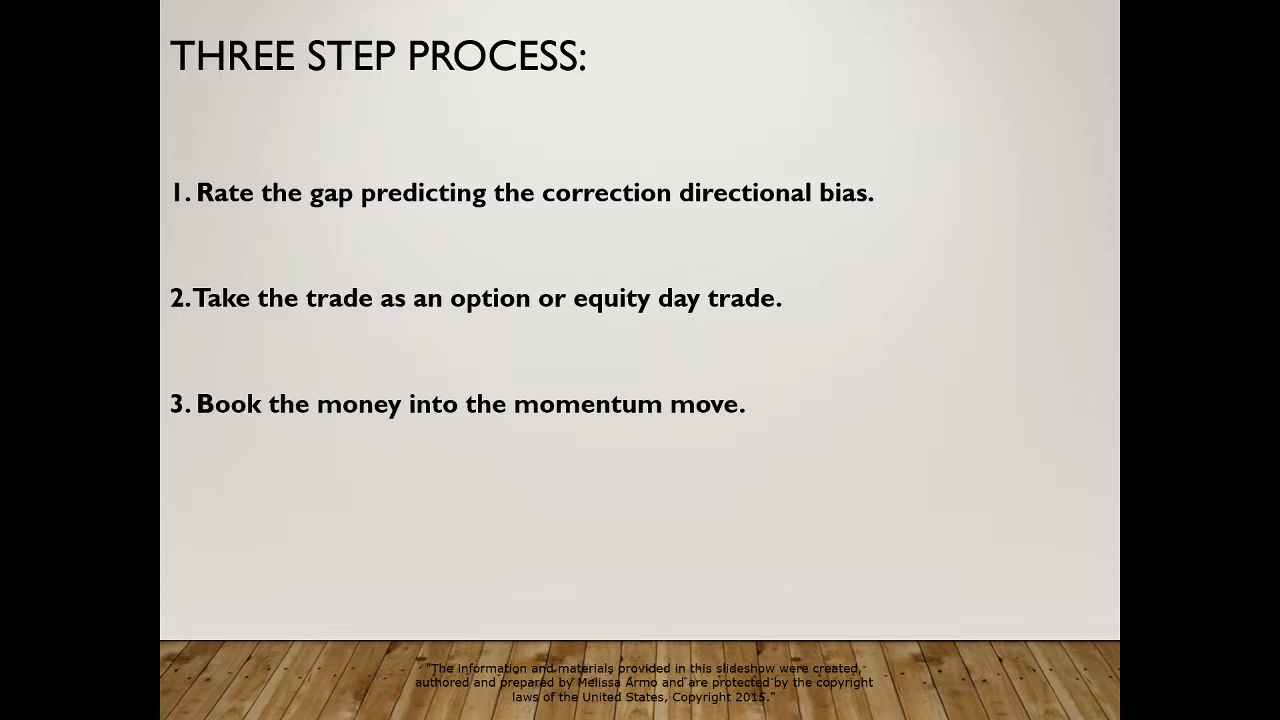 THREE STEP PROCESS:
1. Rate the gap predicting the correction directional bias.
2. Take the trade as an option or equity day trade.
3. Book the money into the momentum move.
"The information and materials provided in this slideshow were created,
authored and prepared by Melissa Armo and are protected by the copyright
laws of the United States, Copyright 2015."